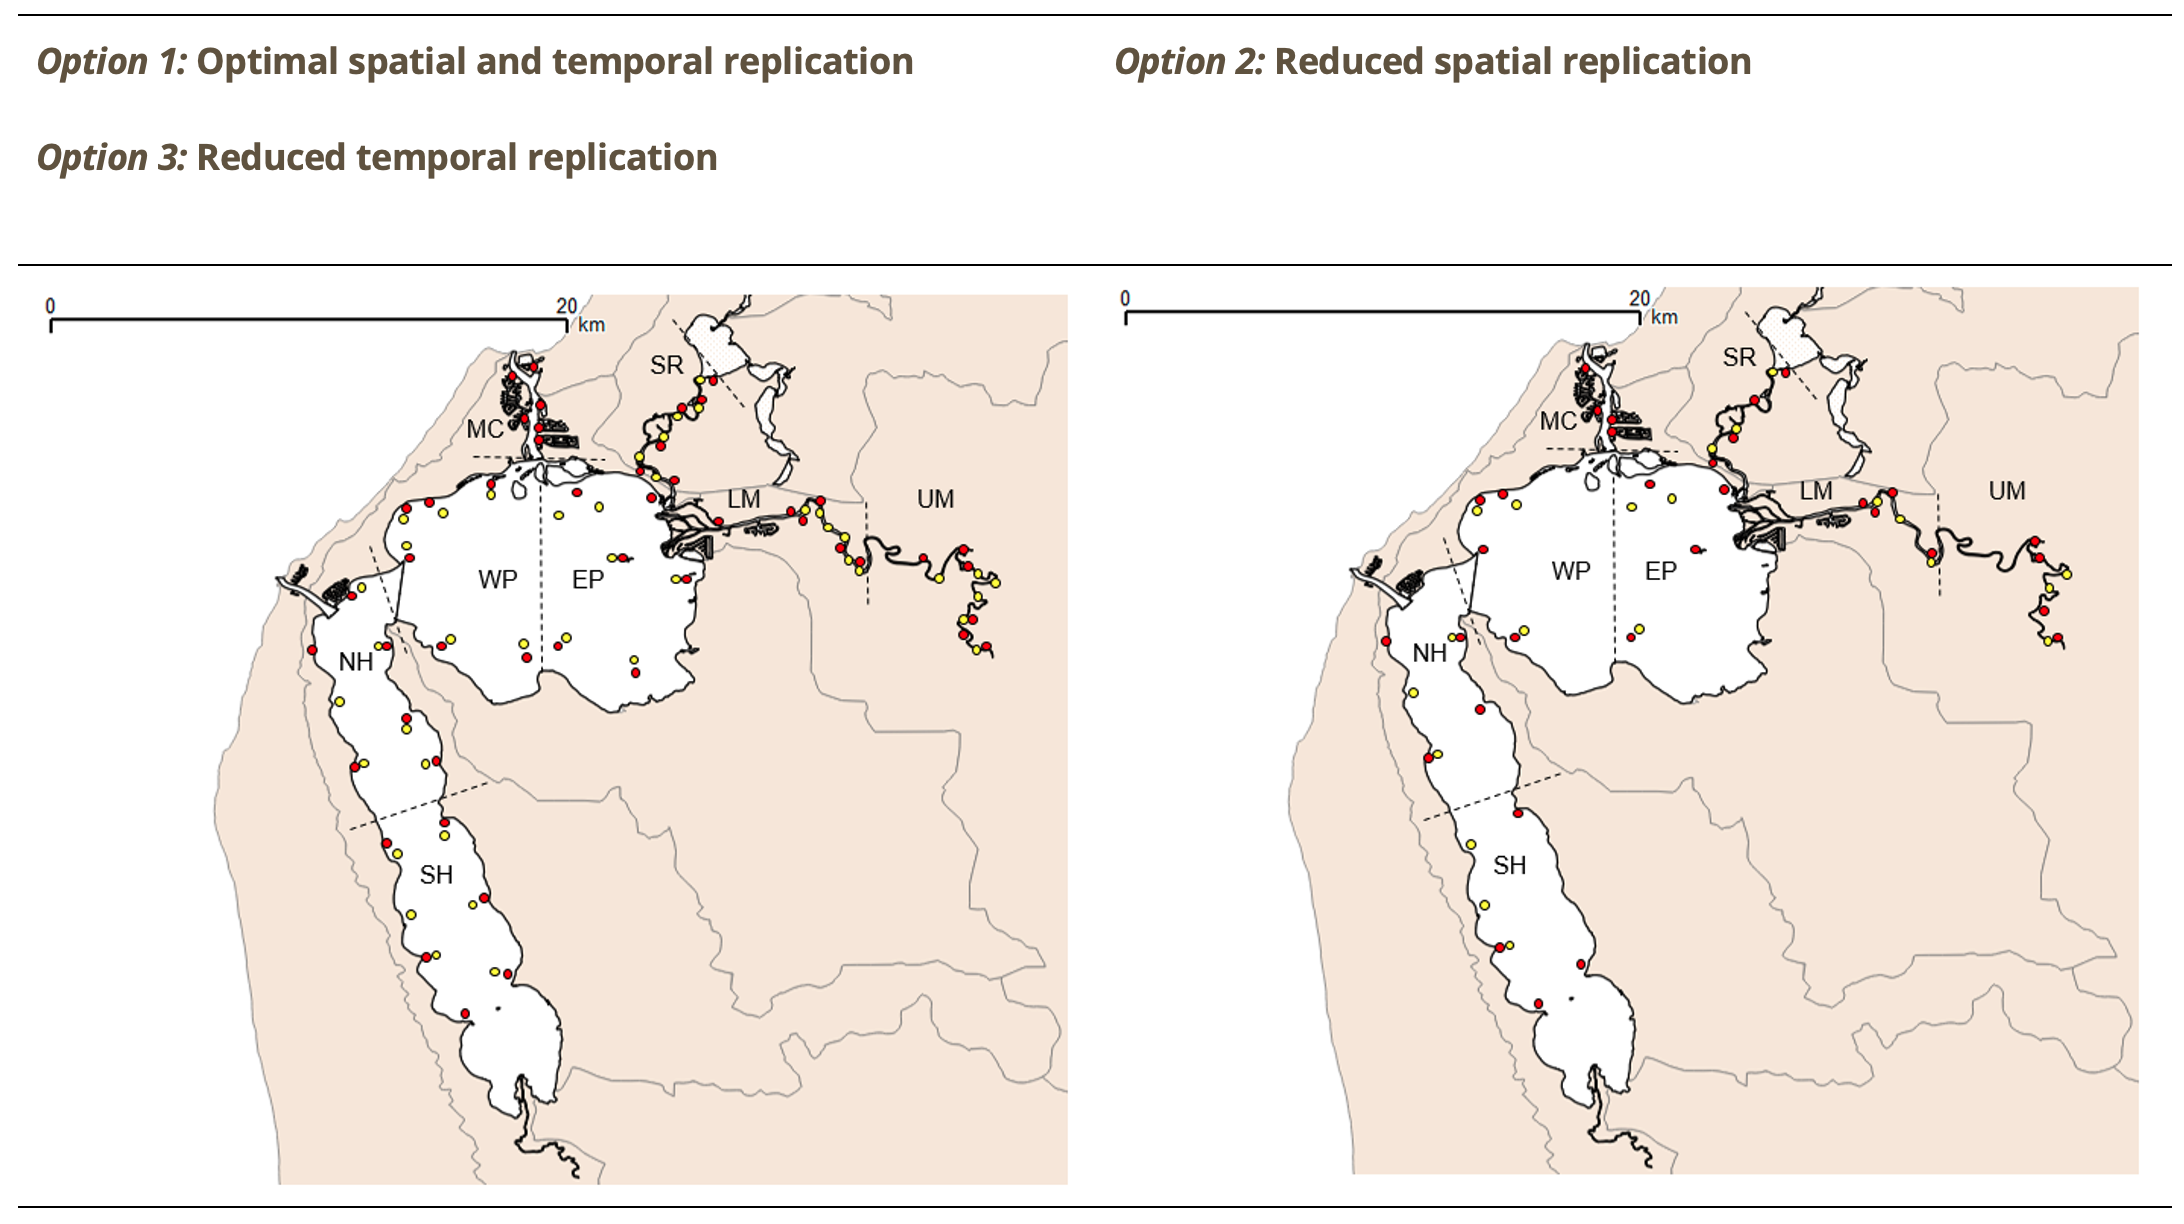 Option 1: Optimal spatial and temporal replication
Option 3: Reduced temporal replication
Option 2: Reduced spatial replication
0 20 km
SR
MC
LM
UM
WP
EP
NH
SH
0 20 km
SR
MC
LM
UM
WP
EP
NH
SH